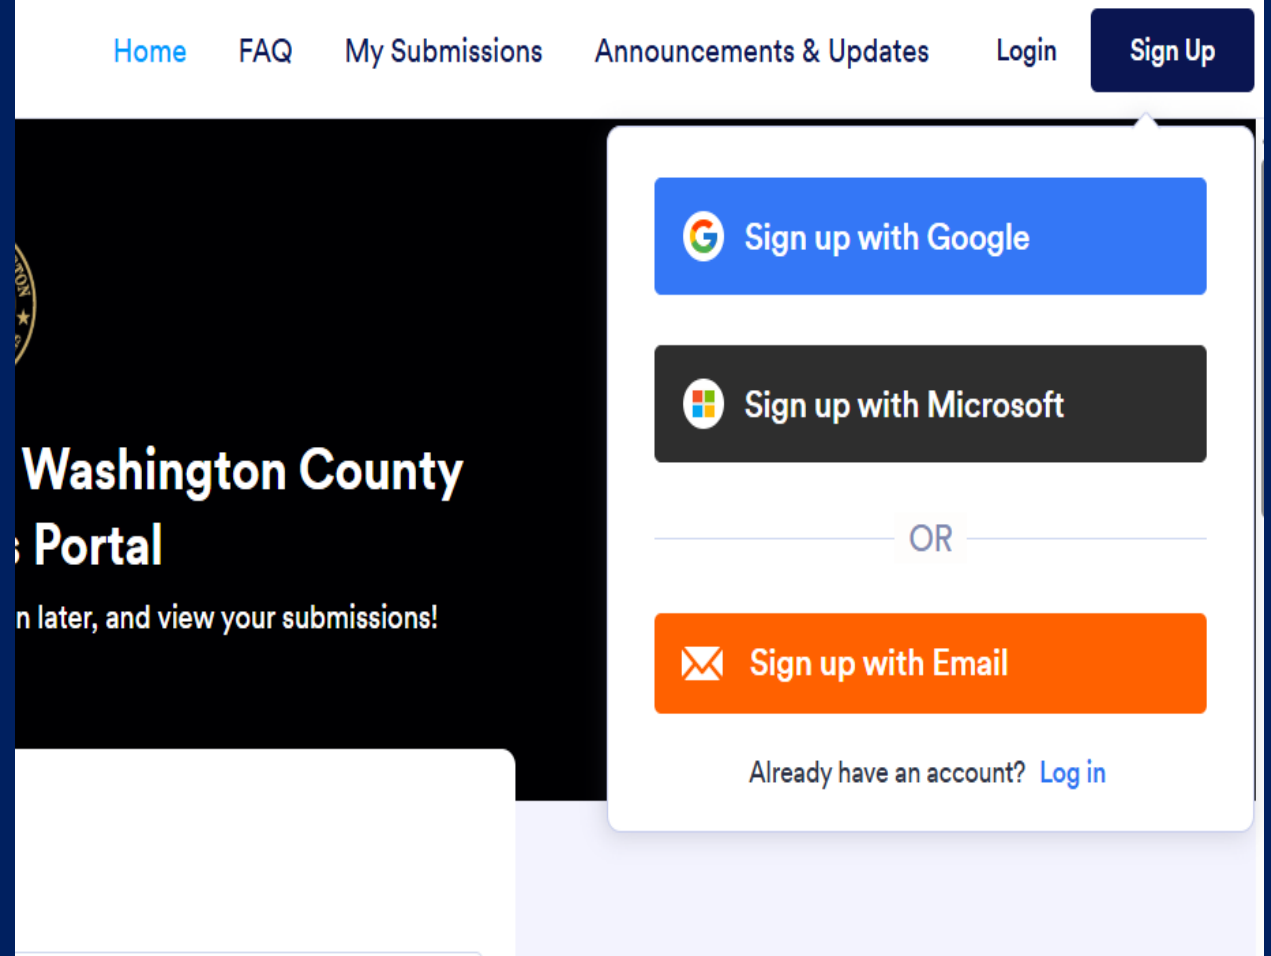 Home FAQ My Submissions Announcements & Updates Login Sign Up
Sign up with Google
Sign up with Microsoft
OR
Sign up with Email
Already have an account? Log in
Washington County
Portal
later, and view your submissions!